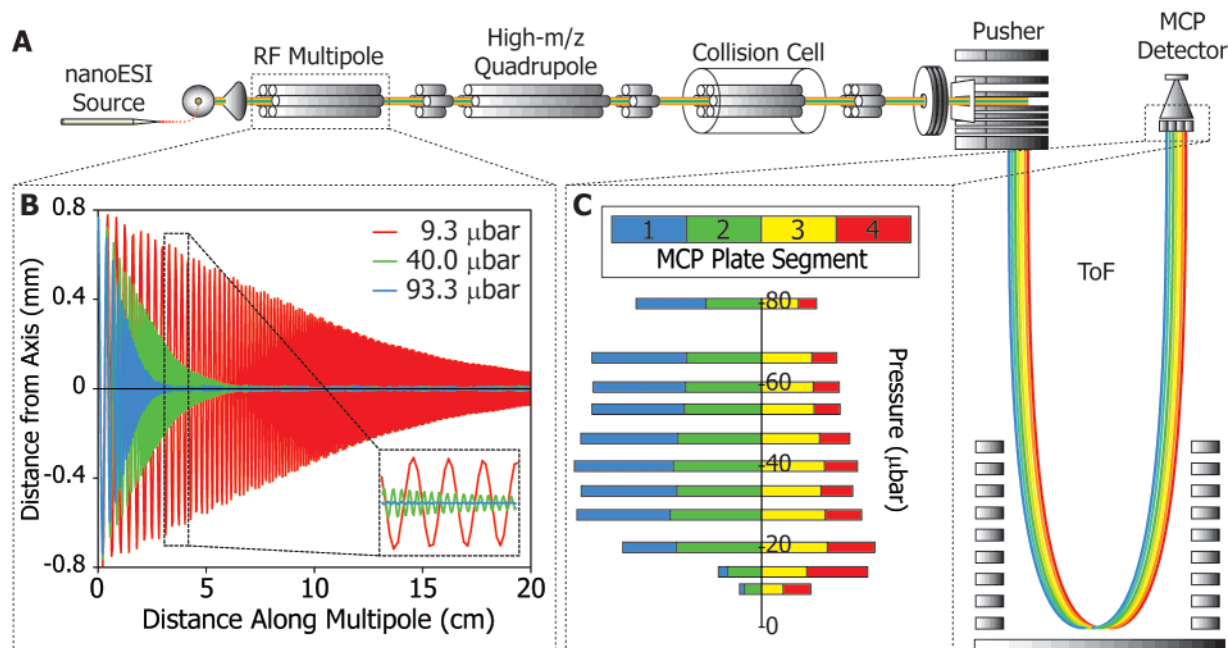 A
nanoESI
Source
RF Multipole
High-m/z
Quadrupole
Collision Cell
Pusher
MCP
Detector
B
0.8
0.4
0
-0.4
-0.8
Distance from Axis (mm)
9.3 μbar
40.0 μbar
93.3 μbar
0 5 10 15 20
Distance Along Multipole (cm)
C
1 2 3 4
MCP Plate Segment
80
60
40
20
0
Pressure (μbar)
ToF